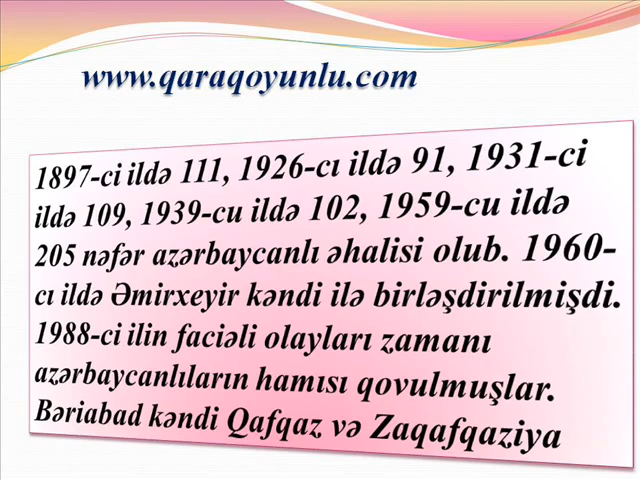 www.qaraqoyunlu.com
1897-ci ildə 111, 1926-cı ildə 91, 1931-ci
ildə 109, 1939-cu ildə 102, 1959-cu ildə
205 nəfər azərbaycanlı əhalisi olub. 1960-
cı ildə Əmirxeyir kəndi ilə birləşdirilmişdi.
1988-ci ilin faciəli olayları zamanı
azərbaycanlıların hamısı qovulmuşlar.
Bəriabad kəndi Qafqaz və Zaqafqaziya